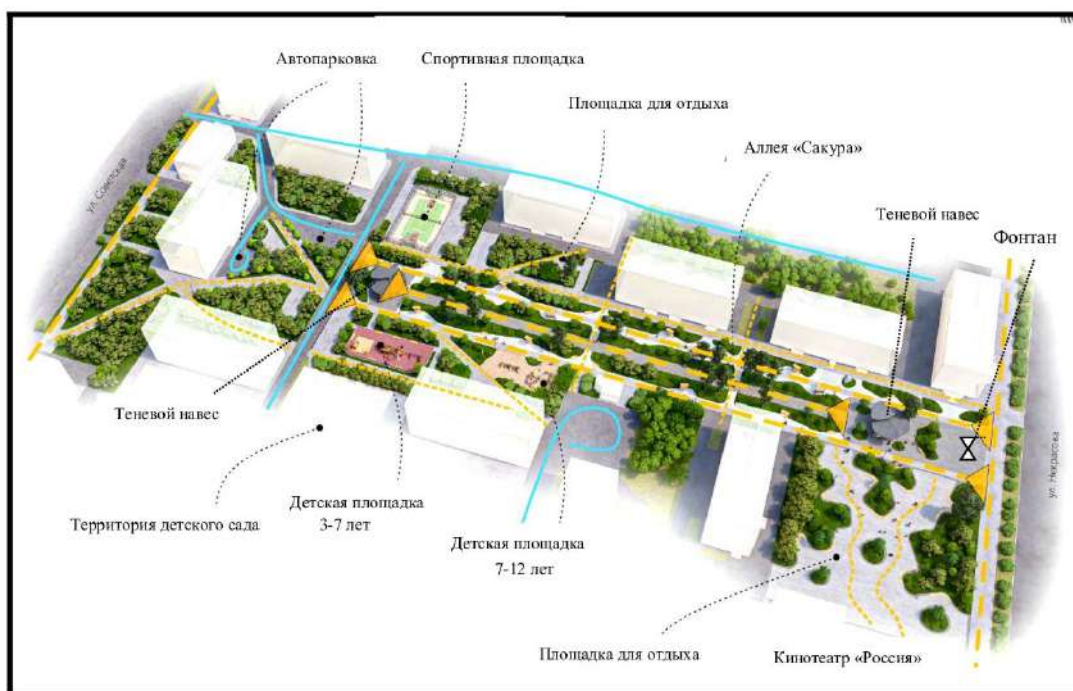 Автопарковка
Спортивная площадка
Площадка для отдыха
Аллея «Сакура»
Теневой навес
Фонтан
ул. Советская
Теневой навес
Территория детского сада
Детская площадка
3-7 лет
Детская площадка
7-12 лет
Площадка для отдыха
Кинотеатр «Россия»
ул. Некрасова